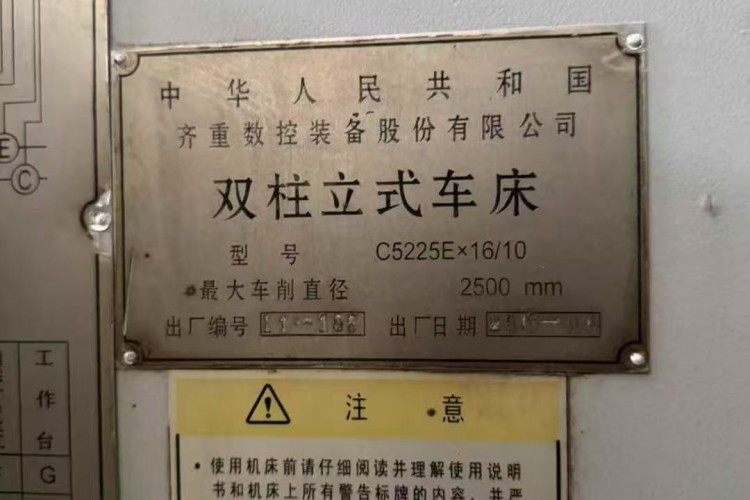 中华人民共和国
齐重数控装备股份有限公司
双柱立式车床
型号 C5225E×16/10
最大车削直径 2500 mm
出厂编号 出厂日期
E
C
工作台
G
注意
使用机床前请仔细阅读并理解使用说明
书和机床上所有警告标牌的内容，并严